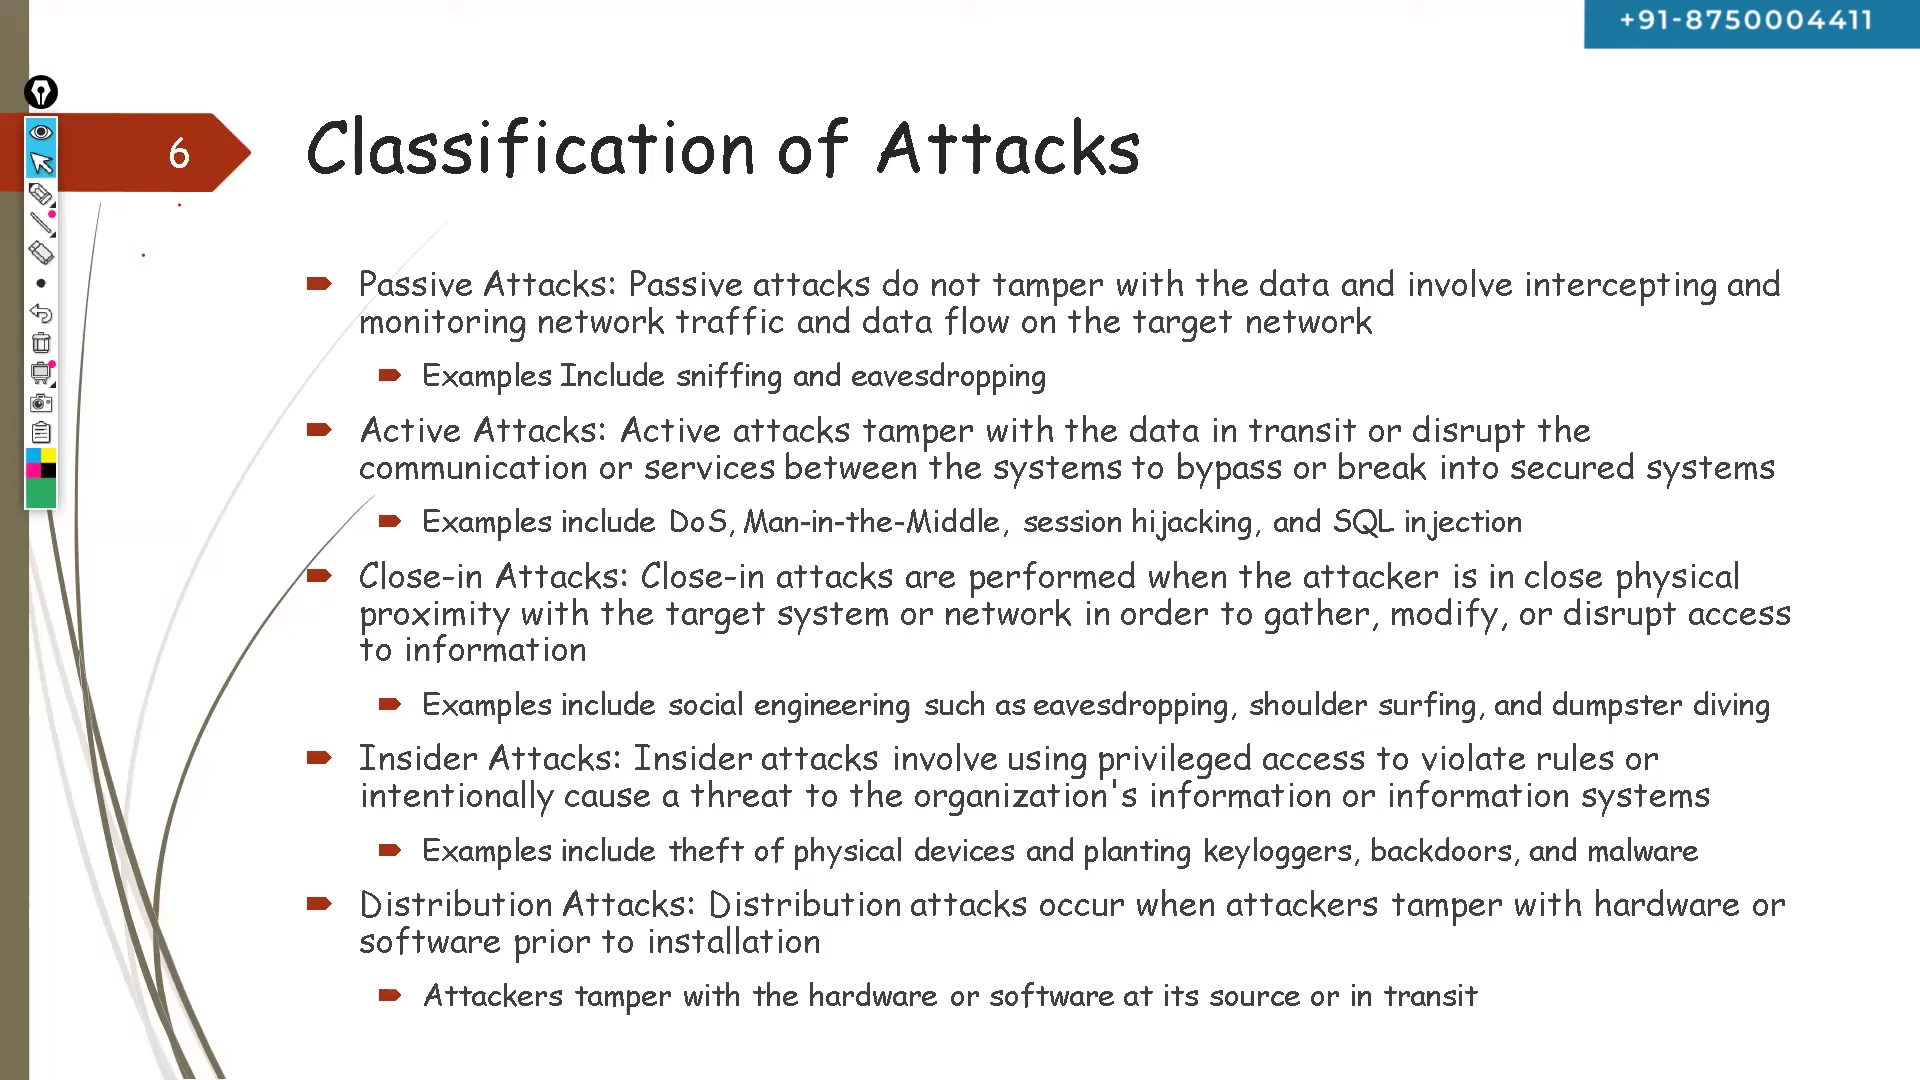 +91-8750004411
6
Classification of Attacks
Passive Attacks: Passive attacks do not tamper with the data and involve intercepting and
monitoring network traffic and data flow on the target network
Examples Include sniffing and eavesdropping
Active Attacks: Active attacks tamper with the data in transit or disrupt the
communication or services between the systems to bypass or break into secured systems
Examples include DoS, Man-in-the-Middle, session hijacking, and SQL injection
Close-in Attacks: Close-in attacks are performed when the attacker is in close physical
proximity with the target system or network in order to gather, modify, or disrupt access
to information
Examples include social engineering such as eavesdropping, shoulder surfing, and dumpster diving
Insider Attacks: Insider attacks involve using privileged access to violate rules or
intentionally cause a threat to the organization's information or information systems
Examples include theft of physical devices and planting keyloggers, backdoors, and malware
Distribution Attacks: Distribution attacks occur when attackers tamper with hardware or
software prior to installation
Attackers tamper with the hardware or software at its source or in transit